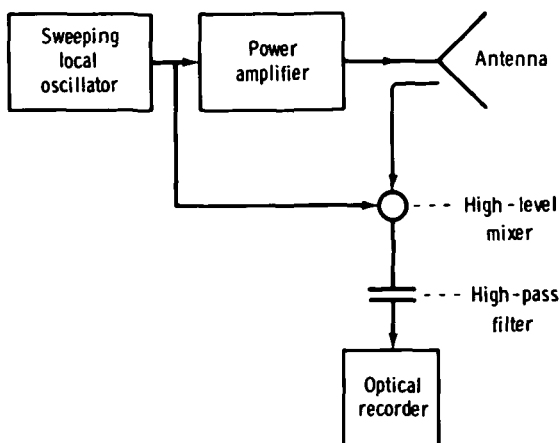 Sweeping
local
oscillator
Power
amplifier
Antenna
High-level
mixer
High-pass
filter
Optical
recorder